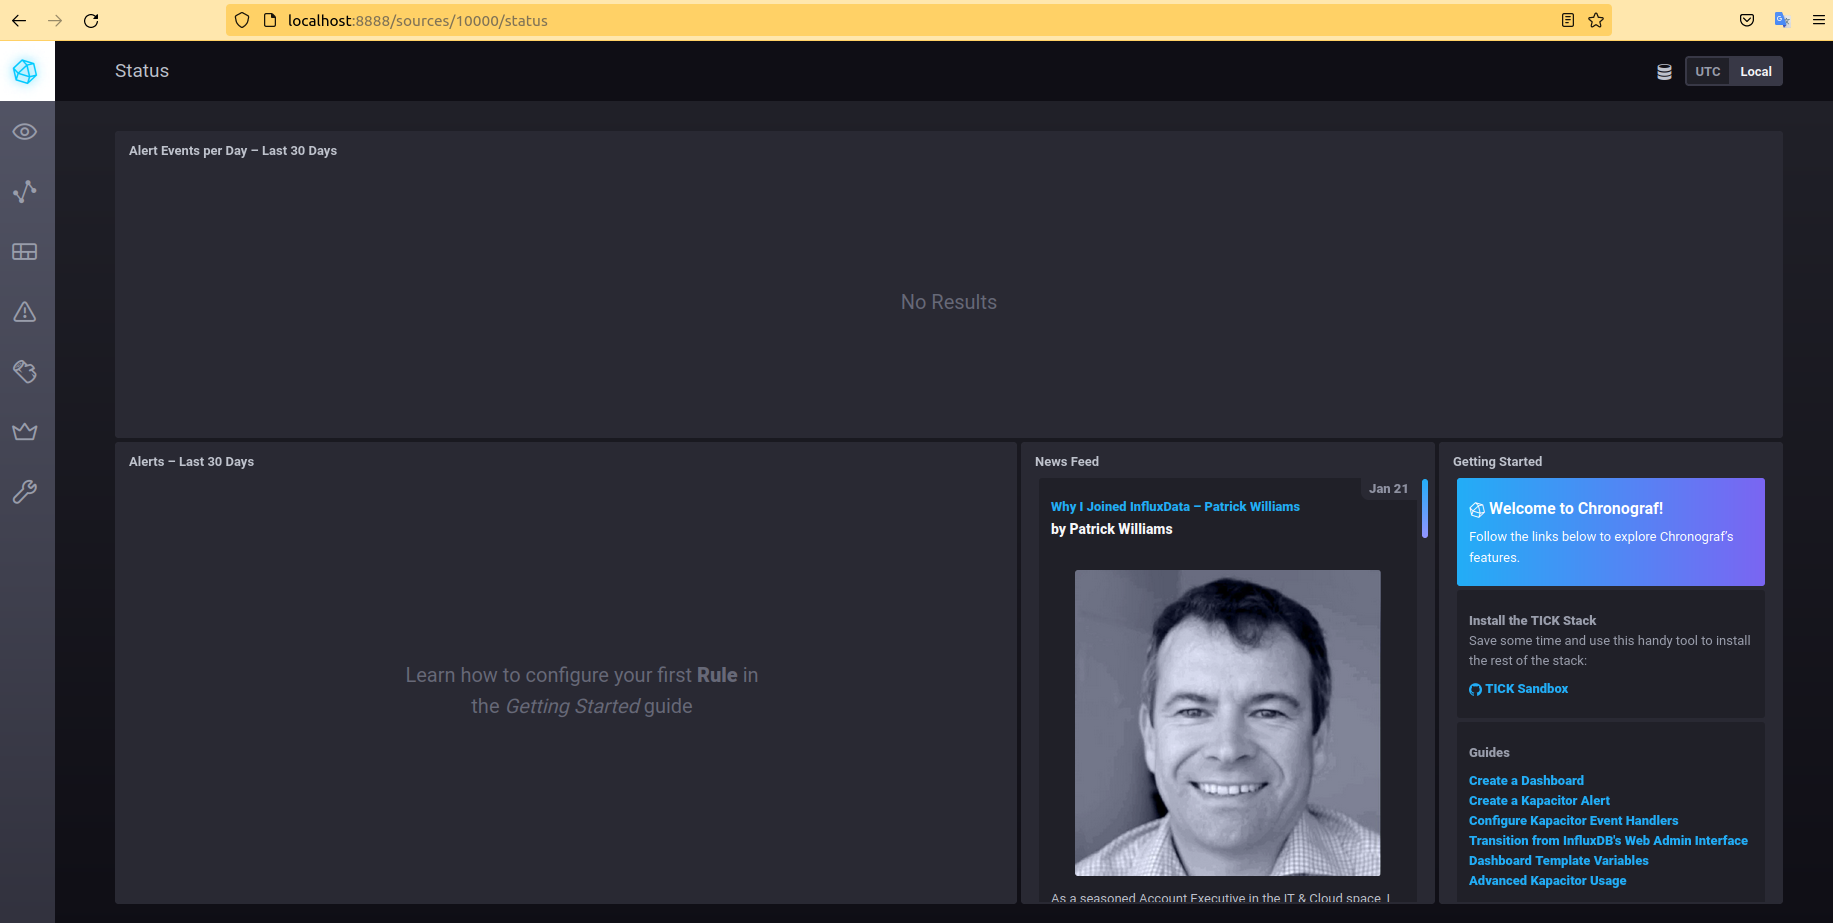 localhost:8888/sources/10000/status
Status
UTC
Local
Alert Events per Day – Last 30 Days
No Results
Alerts – Last 30 Days
Learn how to configure your first Rule in
the Getting Started guide
News Feed
Jan 21
Why I Joined InfluxData – Patrick Williams
by Patrick Williams
As a seasoned Account Executive in the IT & Cloud space, I
Getting Started
Welcome to Chronograf!
Follow the links below to explore Chronograf's
features.
Install the TICK Stack
Save some time and use this handy tool to install
the rest of the stack:
TICK Sandbox
Guides
Create a Dashboard
Create a Kapacitor Alert
Configure Kapacitor Event Handlers
Transition from InfluxDB's Web Admin Interface
Dashboard Template Variables
Advanced Kapacitor Usage